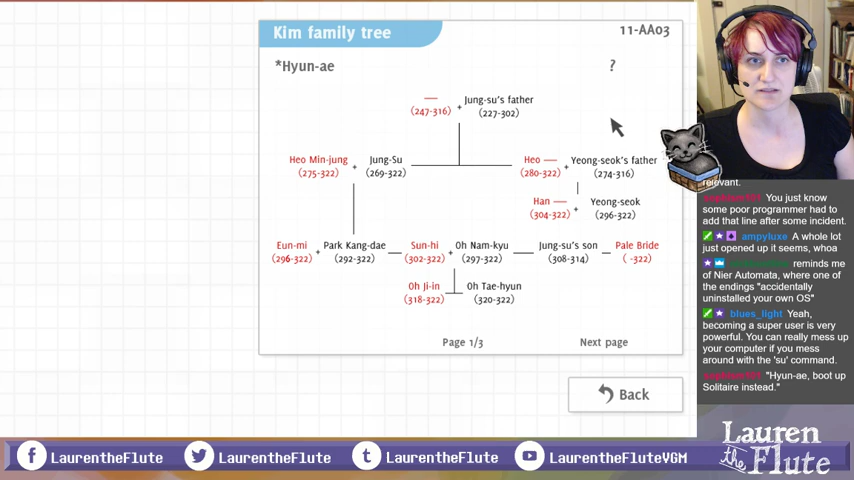 Kim family tree
11-AA03
*Hyun-ae
?
— + Jung-su's father
(247-316) (227-302)
Heo Min-jung + Jung-Su
(275-322) (269-322)
Heo — + Yeong-seok's father
(280-322) (274-316)
Han — + Yeong-seok
(304-322) (296-322)
Eun-mi + Park Kang-dae — Sun-hi + Oh Nam-kyu — Jung-su's son — Pale Bride
(296-322) (292-322) (302-322) (297-322) (308-314) ( -322)
Oh Ji-in Oh Tae-hyun
(318-322) (320-322)
Page 1/3
Next page
Back
relevant.
You just know
some poor programmer had to
add that line after some incident.
ampyluxe A whole lot
just opened up it seems, whoa
reminds me
of Nier Automata, where one of
the endings "accidentally
uninstalled your own OS"
blues_light Yeah,
becoming a super user is very
powerful. You can really mess up
your computer if you mess
around with the 'su' command.
"Hyun-ae, boot up
Solitaire instead."
LaurentheFlute
LaurentheFlute
LaurentheFlute
LaurentheFluteVGM
Lauren
the Flute